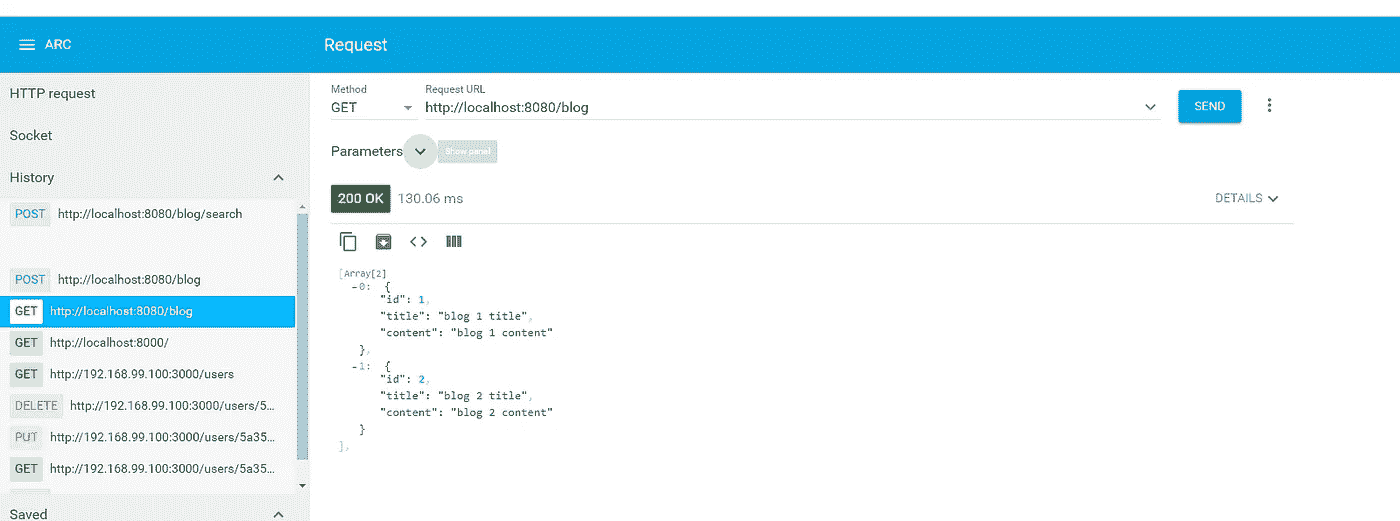 ARC
Request
HTTP request
Socket
History
POST http://localhost:8080/blog/search
POST http://localhost:8080/blog
GET http://localhost:8080/blog
GET http://localhost:8000/
GET http://192.168.99.100:3000/users
DELETE http://192.168.99.100:3000/users/5...
PUT http://192.168.99.100:3000/users/5a35...
GET http://192.168.99.100:3000/users/5a35...
Saved
Method
GET
Request URL
http://localhost:8080/blog
SEND
Parameters
Show panel
200 OK 130.06 ms
DETAILS
[Array[2]
-0: {
"id": 1,
"title": "blog 1 title",
"content": "blog 1 content"
},
-1: {
"id": 2,
"title": "blog 2 title",
"content": "blog 2 content"
}
],